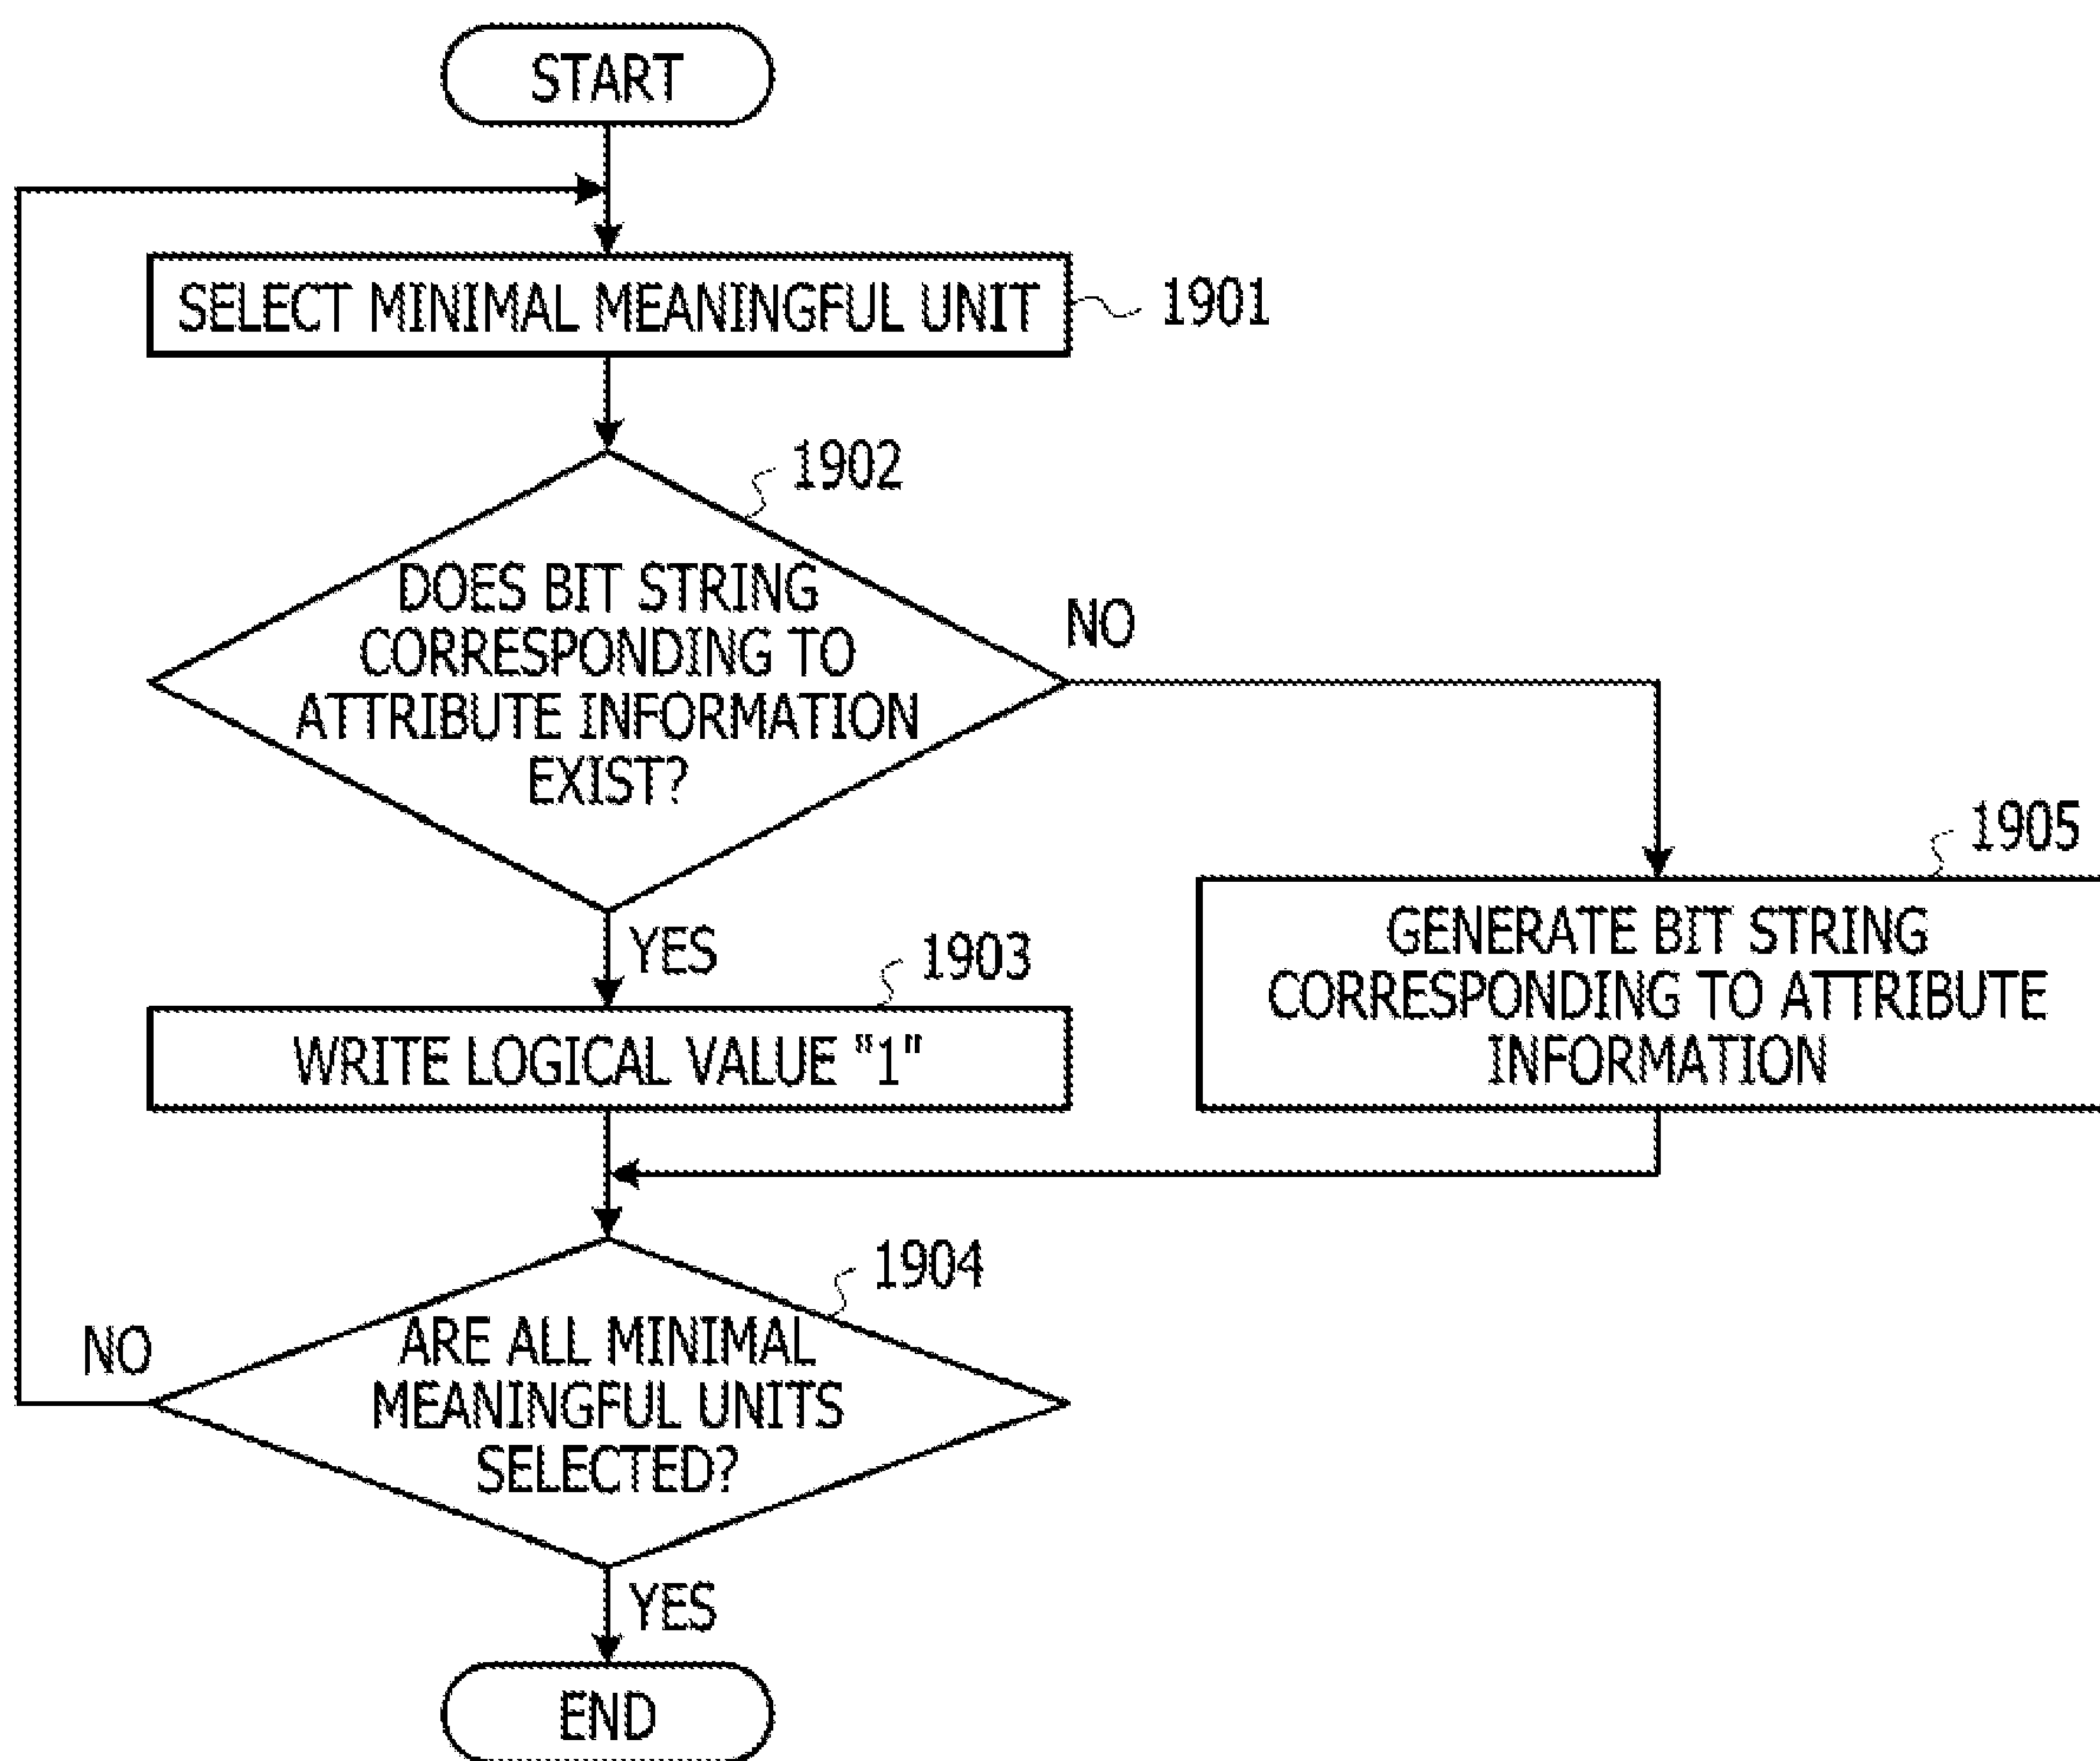 START
SELECT MINIMAL MEANINGFUL UNIT
1901
1902
DOES BIT STRING
CORRESPONDING TO
ATTRIBUTE INFORMATION
EXIST?
NO
YES
1903
WRITE LOGICAL VALUE "1"
1905
GENERATE BIT STRING
CORRESPONDING TO ATTRIBUTE
INFORMATION
1904
ARE ALL MINIMAL
MEANINGFUL UNITS
SELECTED?
NO
YES
END